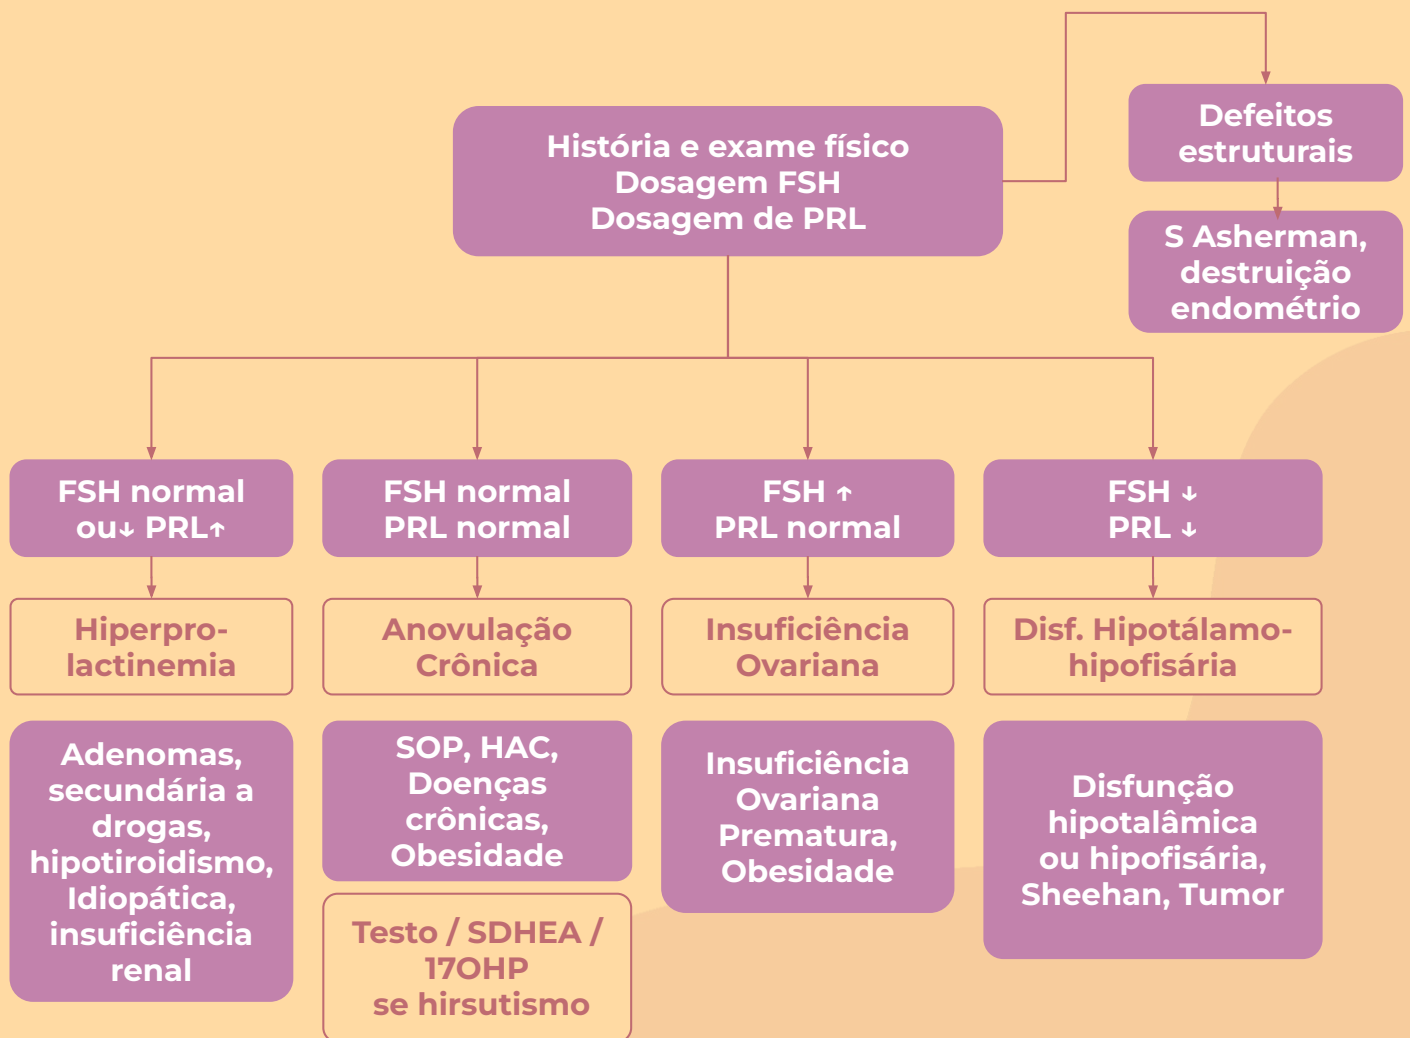 História e exame físico
Dosagem FSH
Dosagem de PRL
Defeitos
estruturais
S Asherman,
destruição
endométrio
FSH normal
ou↓ PRL↑
Hiperpro-
lactinemia
Adenomas,
secundária a
drogas,
hipotiroidismo,
Idiopática,
insuficiência
renal
FSH normal
PRL normal
Anovulação
Crônica
SOP, HAC,
Doenças
crônicas,
Obesidade
Testo / SDHEA /
17OHP
se hirsutismo
FSH ↑
PRL normal
Insuficiência
Ovariana
Insuficiência
Ovariana
Prematura,
Obesidade
FSH ↓
PRL ↓
Disf. Hipotálamo-
hipofisária
Disfunção
hipotalâmica
ou hipofisária,
Sheehan, Tumor